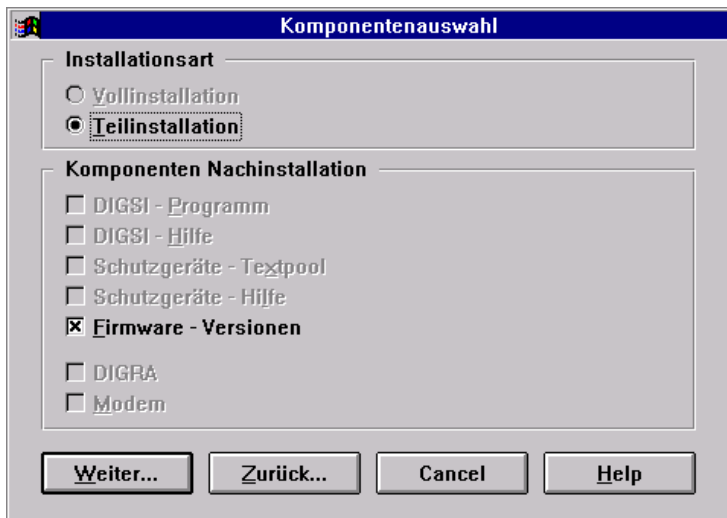 Komponentenauswahl
Installationsart
Vollinstallation
Teilinstallation
Komponenten Nachinstallation
DIGSI - Programm
DIGSI - Hilfe
Schutzgeräte - Textpool
Schutzgeräte - Hilfe
Firmware - Versionen
DIGRA
Modem
Weiter... Zurück... Cancel Help